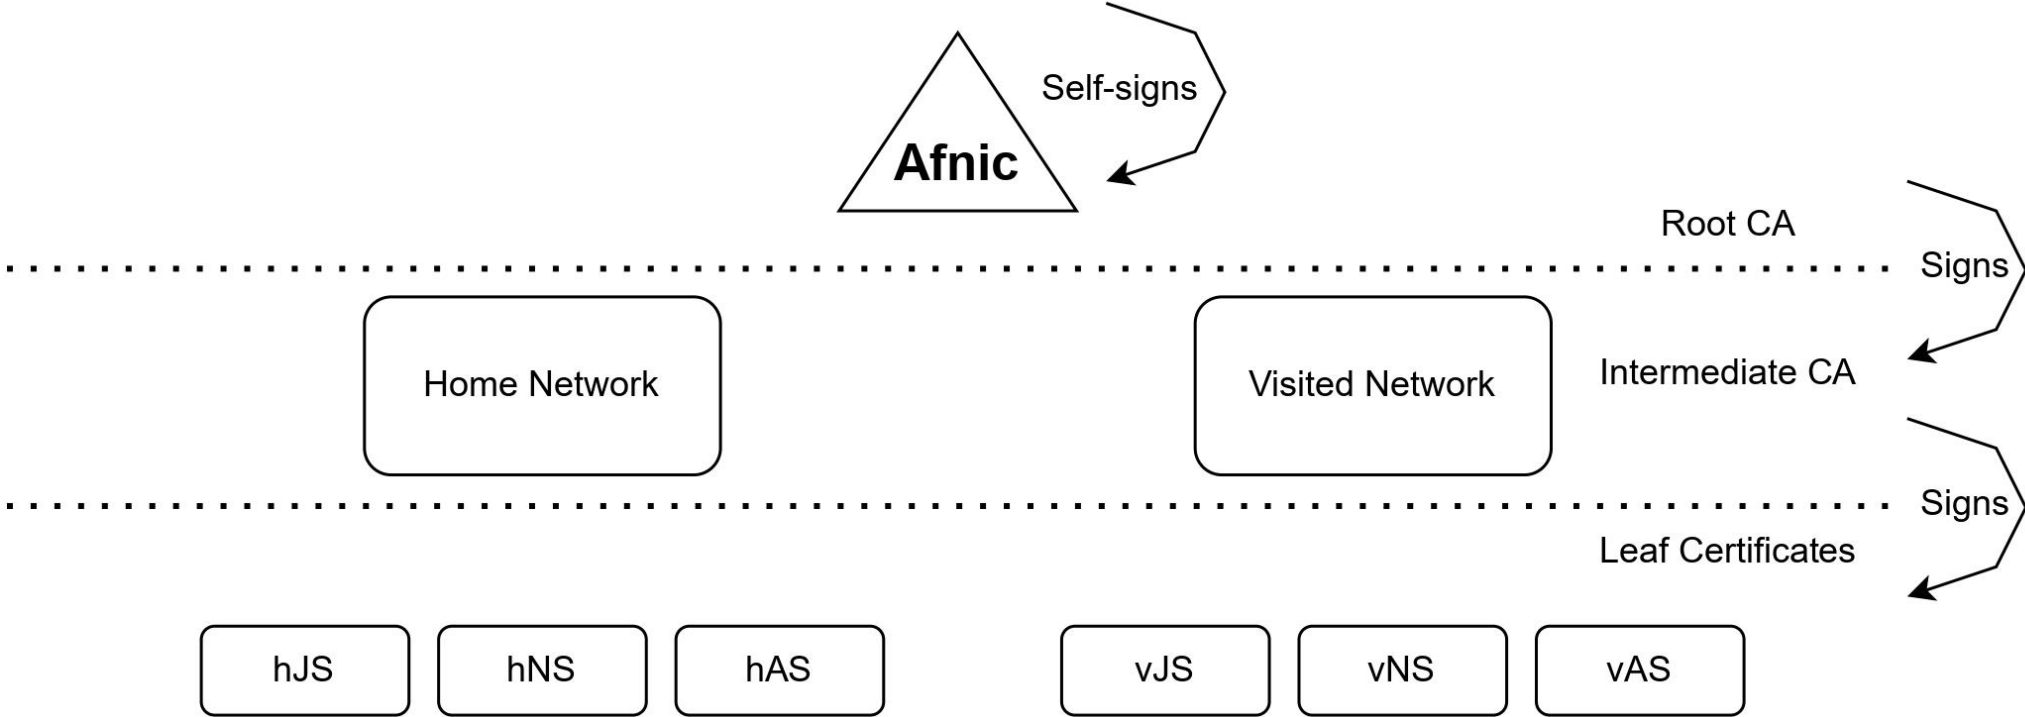 Self-signs
Afnic
Root CA
Signs
Home Network
Visited Network
Intermediate CA
Signs
Leaf Certificates
hJS
hNS
hAS
vJS
vNS
vAS